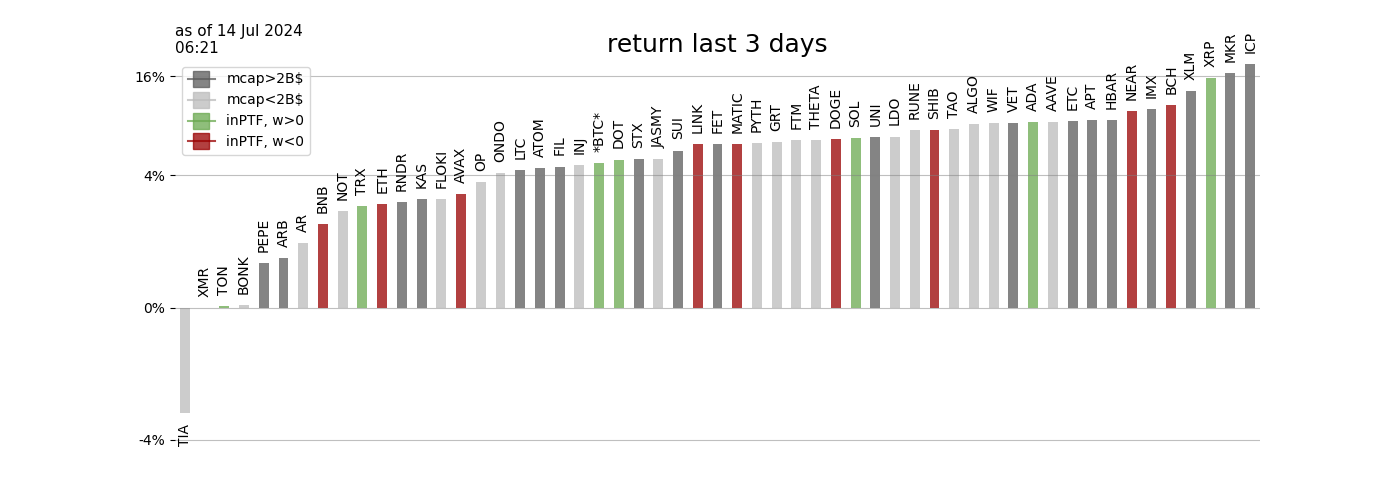 as of 14 Jul 2024
06:21
return last 3 days
mcap>2B$
mcap<2B$
inPTF, w>0
inPTF, w<0
16%
4%
0%
-4%
TIA
XMR
TON
BONK
PEPE
ARB
AR
BNB
NOT
TRX
ETH
RNDR
KAS
FLOKI
AVAX
OP
ONDO
LTC
ATOM
FIL
INJ
*BTC*
DOT
STX
JASMY
SUI
LINK
FET
MATIC
PYTH
GRT
FTM
THETA
DOGE
SOL
UNI
LDO
RUNE
SHIB
TAO
ALGO
WIF
VET
ADA
AAVE
ETC
APT
HBAR
NEAR
IMX
BCH
XLM
XRP
MKR
ICP